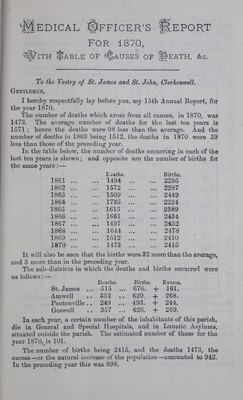 MEDICAL OFFICER'S REPORT
FOR 1870,
WITH TABLE OF CAUSES OF DEATH, &c.
To the Vestry of St. James and St. John, Clerkenwell.
GENTLEMEN,
I hereby respectfully lay before you, my 15th Annual Report, for
the year 1870.
The number of deaths which arose from all causes, in 1870, was
1473. The average number of deaths for the last ten years is
1571; hence the deaths were 98 less than the average. And the
number of deaths in 1869 being 1512, the deaths in 1870 were 39
less than those of the preceding year.
In the table below, the number of deaths occurring in each of the
last ten years is shewn; and opposite are the number of births for
the same years :—
Deaths. Births.
1861 ... ... 1494 ... ... 2295
1862 ... ... 1572 ... ... 2287
1863 ... ... 1509 ... ... 2449
1864 ... ... 1735 ... ... 2224
1865 ... ... 1613 ... ... 2389
1866 ... ... 1661 ... ... 2434
1867 ... ... 1497 ... ... 2452
1868 ... ... 1644 ... ... 2478
1869 ... ... 1512 ... ... 2410
1870 ... ... 1473 ... ... 2415
It will also be seen that the births were 32 more than the average,
and 5 more than in the preceding year.
The sub-districts in which the deaths and births occurred were
as follows :—
Deaths. Births. Excess.
St. James ... 515 ... 676. + 161.
Amwell .. 352 .. 620. + 268.
Pentonville .. 249 .. 493. + 244.
Goswell .. 357 .. 626. + 269.
In each year, a certain number of the inhabitants of this parish,
die in General and Special Hospitals, and in Lunatic Asylums,
situated outside the parish. The estimated number of these for the
year 1870, is 101.
The number of births being 2415, and the deaths 1473, the
excess—or the natural increase of the population—amounted to 942.
In the preceding year this was 898.